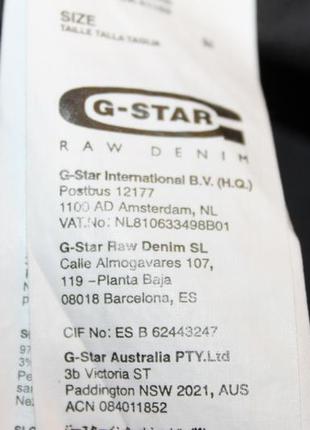 SIZE
TAILLE TALLA TAGLIA
G-STAR
RAW DENIM
G-Star International B.V. (H.Q.)
Postbus 12177
1100 AD Amsterdam, NL
VAT.No: NL810633498B01
G-Star Raw Denim SL
Calle Almogavares 107,
119 –Planta Baja
08018 Barcelona, ES
CIF No: ES B 62443247
G-Star Australia PTY.Ltd
3b Victoria ST
Paddington NSW 2021, AUS
ACN 084011852